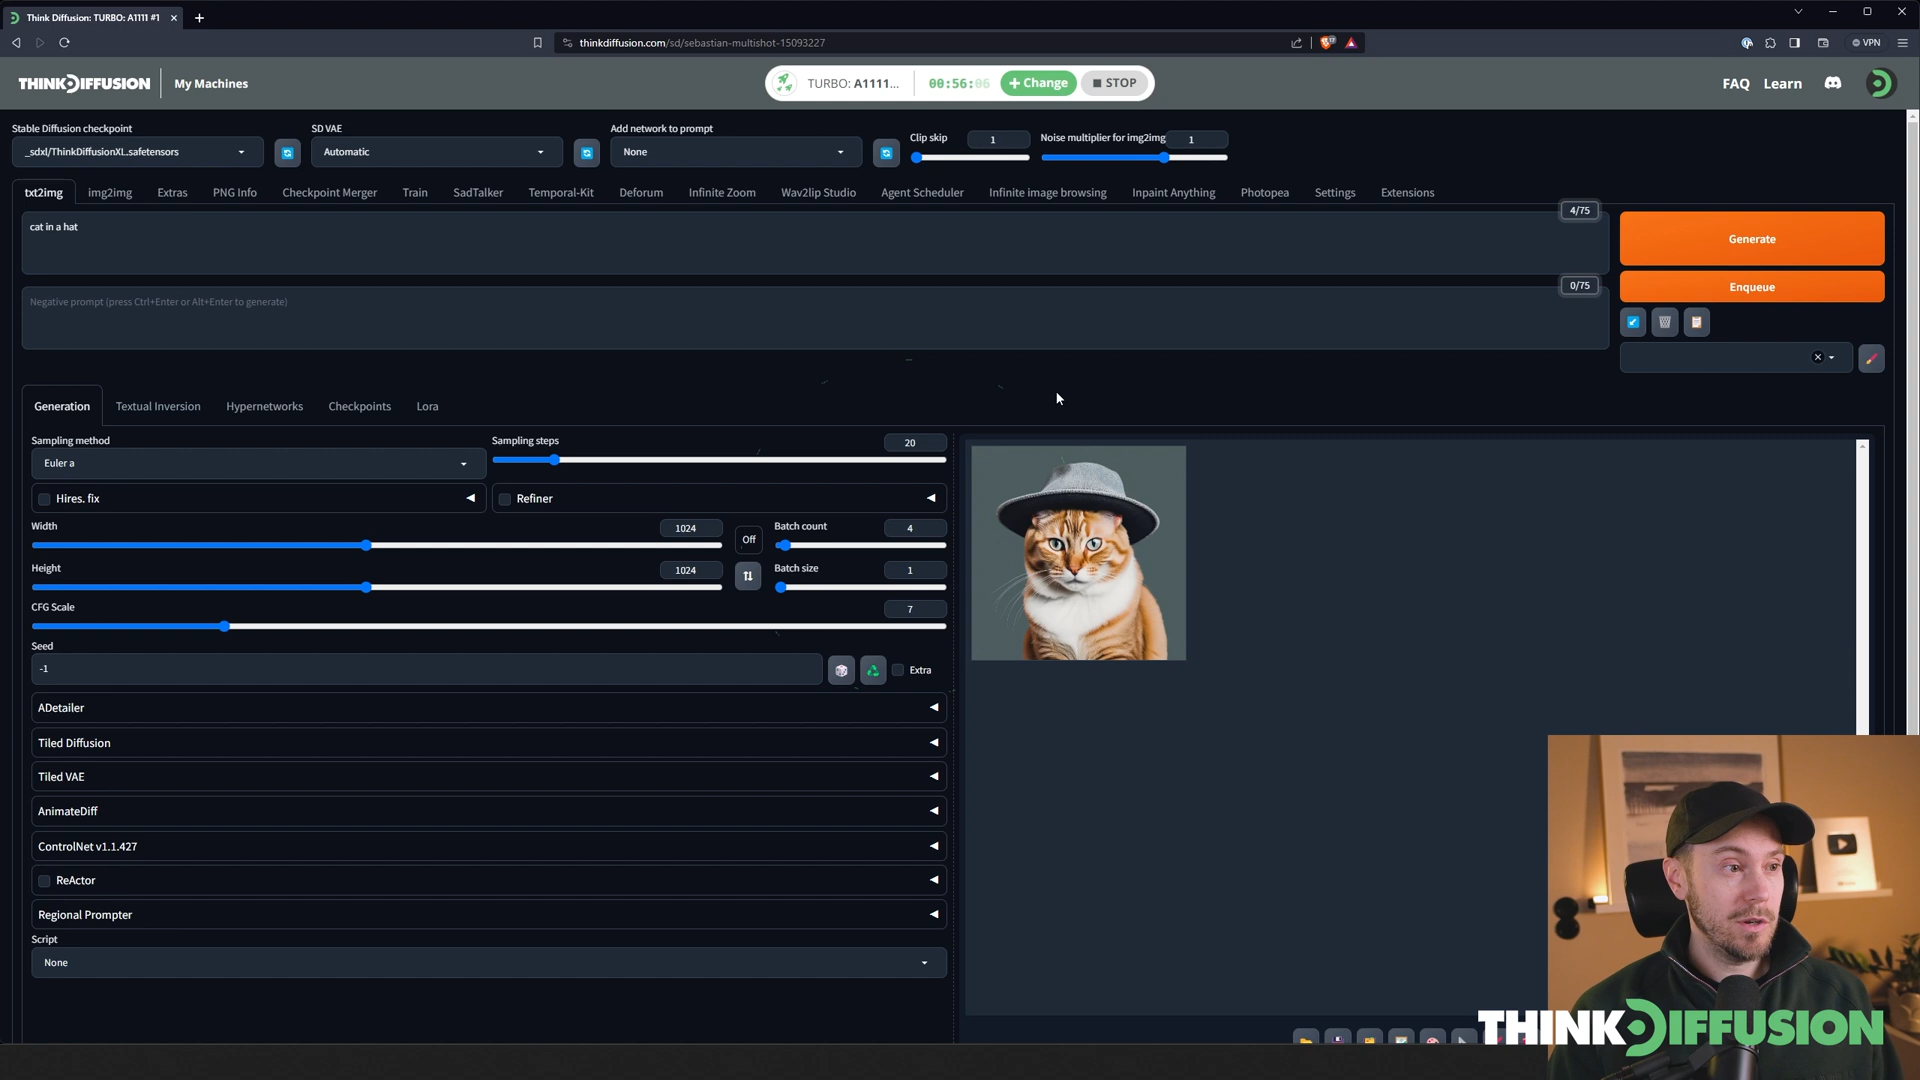 Think Diffusion: TURBO: A1111 #1
thinkdiffusion.com/sd/sebastian-multishot-15093227
VPN
THINKDIFFUSION
My Machines
TURBO: A1111...
00:56:06
+ Change
STOP
FAQ
Learn
Stable Diffusion checkpoint
SD VAE
Add network to prompt
Clip skip
1
Noise multiplier for img2img
1
_sdxl/ThinkDiffusionXL.safetensors
Automatic
None
txt2img
img2img
Extras
PNG Info
Checkpoint Merger
Train
SadTalker
Temporal-Kit
Deforum
Infinite Zoom
Wav2lip Studio
Agent Scheduler
Infinite image browsing
Inpaint Anything
Photopea
Settings
Extensions
4/75
cat in a hat
Generate
0/75
Negative prompt (press Ctrl+Enter or Alt+Enter to generate)
Enqueue
Generation
Textual Inversion
Hypernetworks
Checkpoints
Lora
Sampling method
Sampling steps
20
Euler a
Hires. fix
Refiner
Width
1024
Off
Batch count
4
Height
1024
Batch size
1
CFG Scale
7
Seed
-1
Extra
ADetailer
Tiled Diffusion
Tiled VAE
AnimateDiff
ControlNet v1.1.427
ReActor
Regional Prompter
Script
None
THINKDIFFUSION